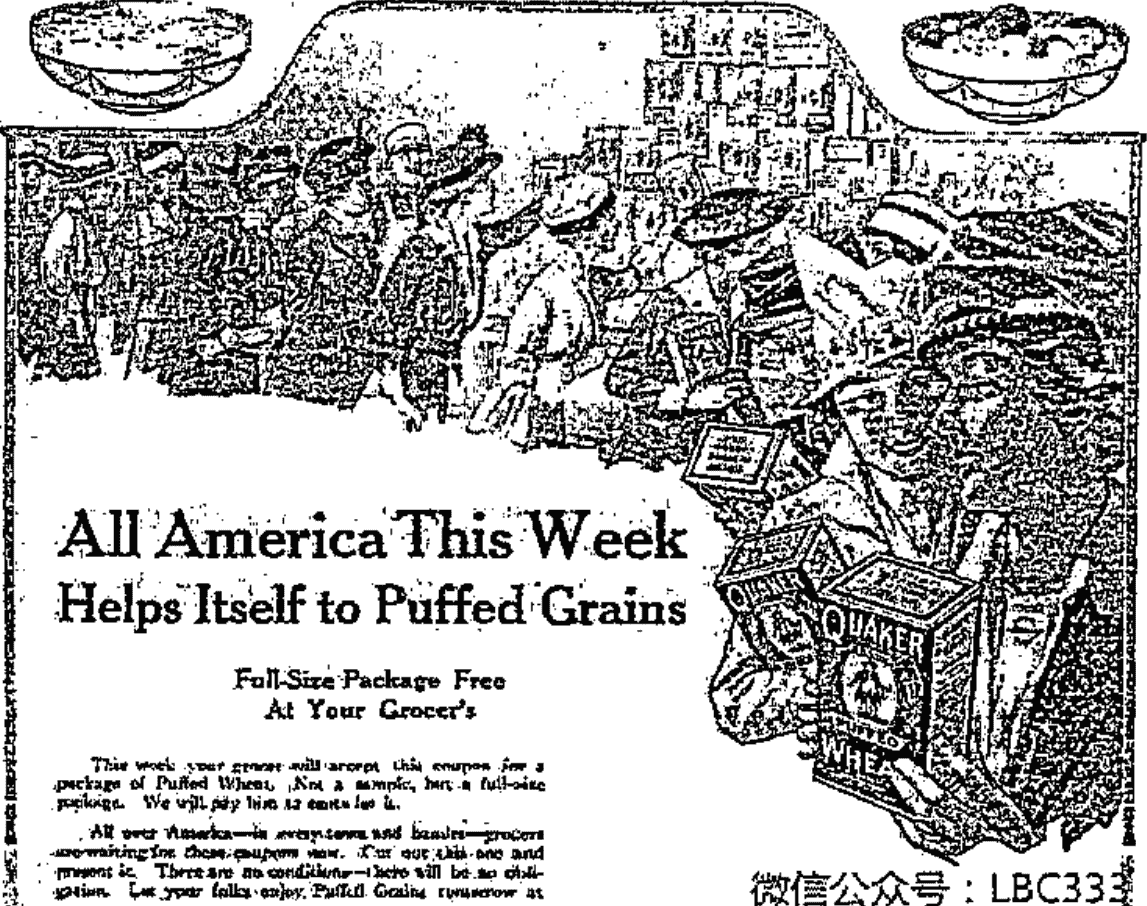 All America This Week
Helps Itself to Puffed Grains
Full-Size Package Free
At Your Grocer's
This week your grocer will accept this coupon for a
package of Puffed Wheat. Not a sample, but a full-size
package. We will pay him 12 cents for it.
All over America—in every town and hamlet—grocers
are waiting for these coupons now. Cut out this one and
present it. There are no conditions—there will be no obli-
gation. Let your folks enjoy Puffed Grains tomorrow at
QUAKER
PUFFED
WHEAT
微信公众号：LBC333